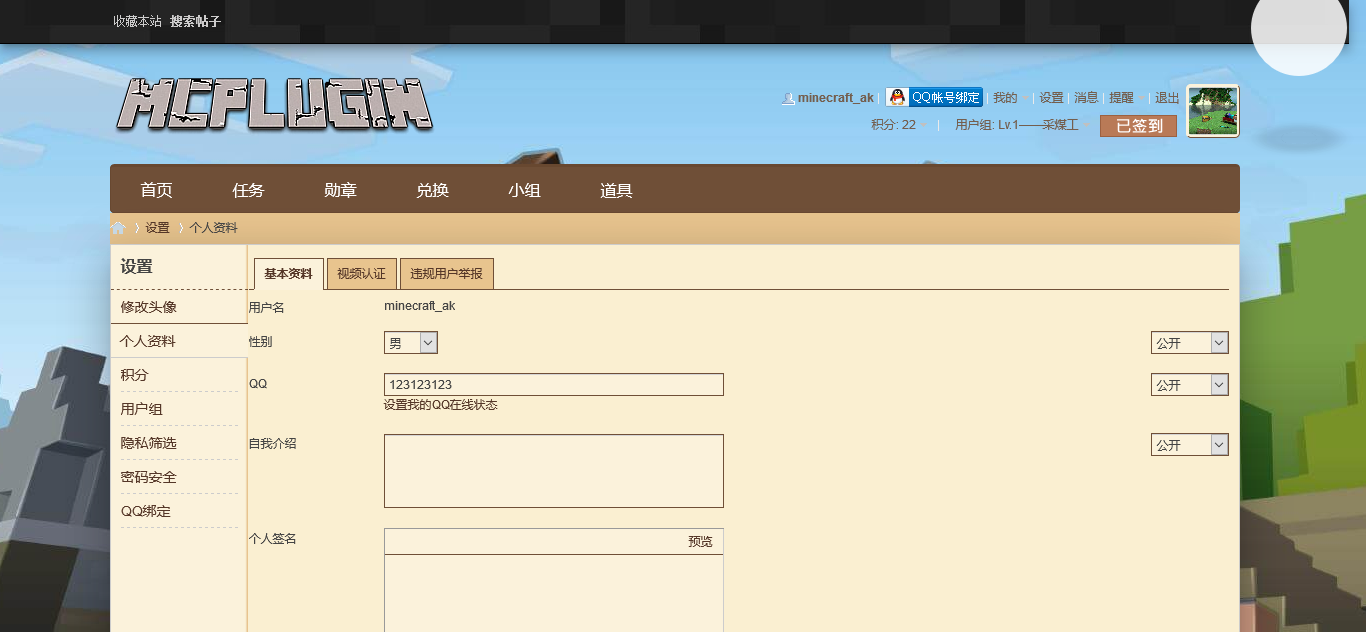 收藏本站 搜索帖子
MCPLUGIN
minecraft_ak QQ帐号绑定 我的 设置 消息 提醒 退出
积分: 22 用户组: Lv.1——采煤工 已签到
首页 任务 勋章 兑换 小组 道具
设置 个人资料
设置
修改头像
个人资料
积分
用户组
隐私筛选
密码安全
QQ绑定
基本资料 视频认证 违规用户举报
用户名 minecraft_ak
性别 男 公开
QQ 123123123 公开
设置我的QQ在线状态
自我介绍 公开
个人签名 预览